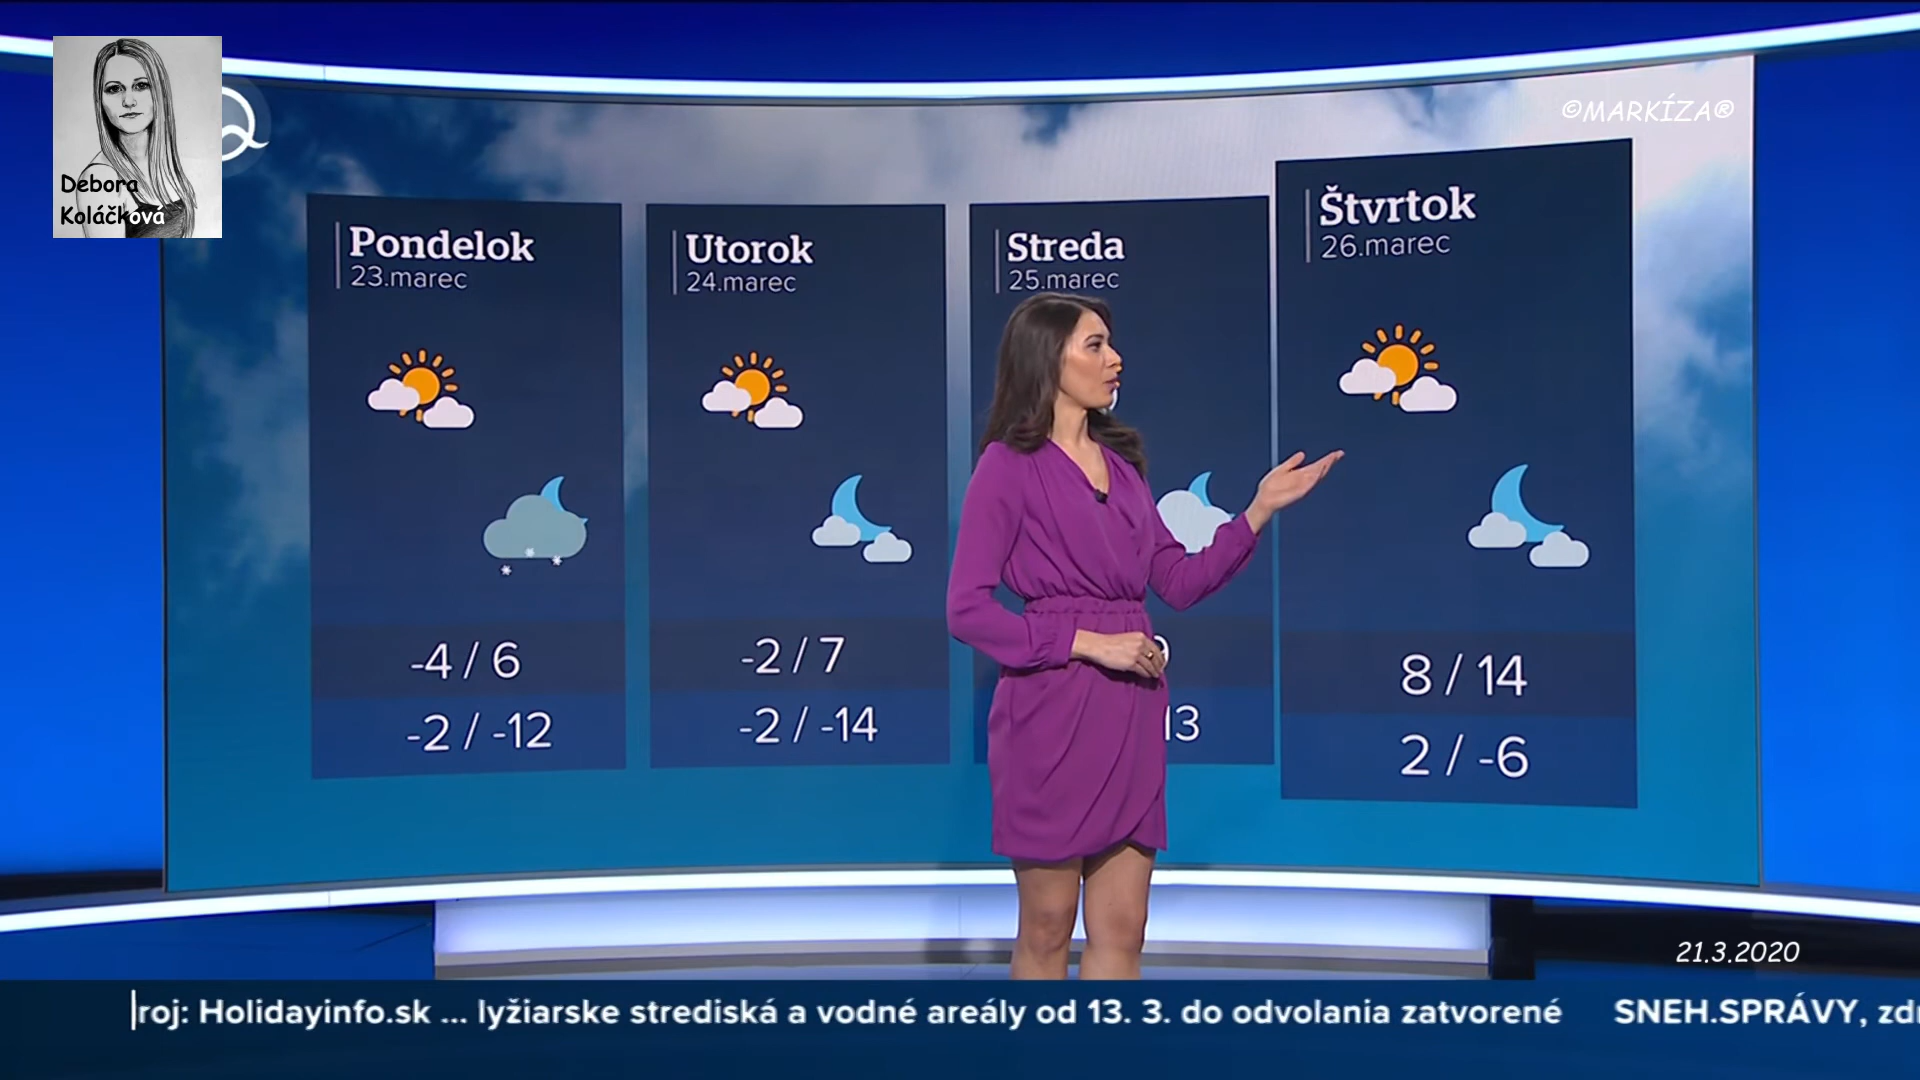 Debora
Koláčková
©MARKÍZA®
Pondelok
23.marec
-4 / 6
-2 / -12
Utorok
24.marec
-2 / 7
-2 / -14
Streda
25.marec
Štvrtok
26.marec
8 / 14
2 / -6
21.3.2020
roj: Holidayinfo.sk ... lyžiarske strediská a vodné areály od 13. 3. do odvolania zatvorené SNEH.SPRÁVY,